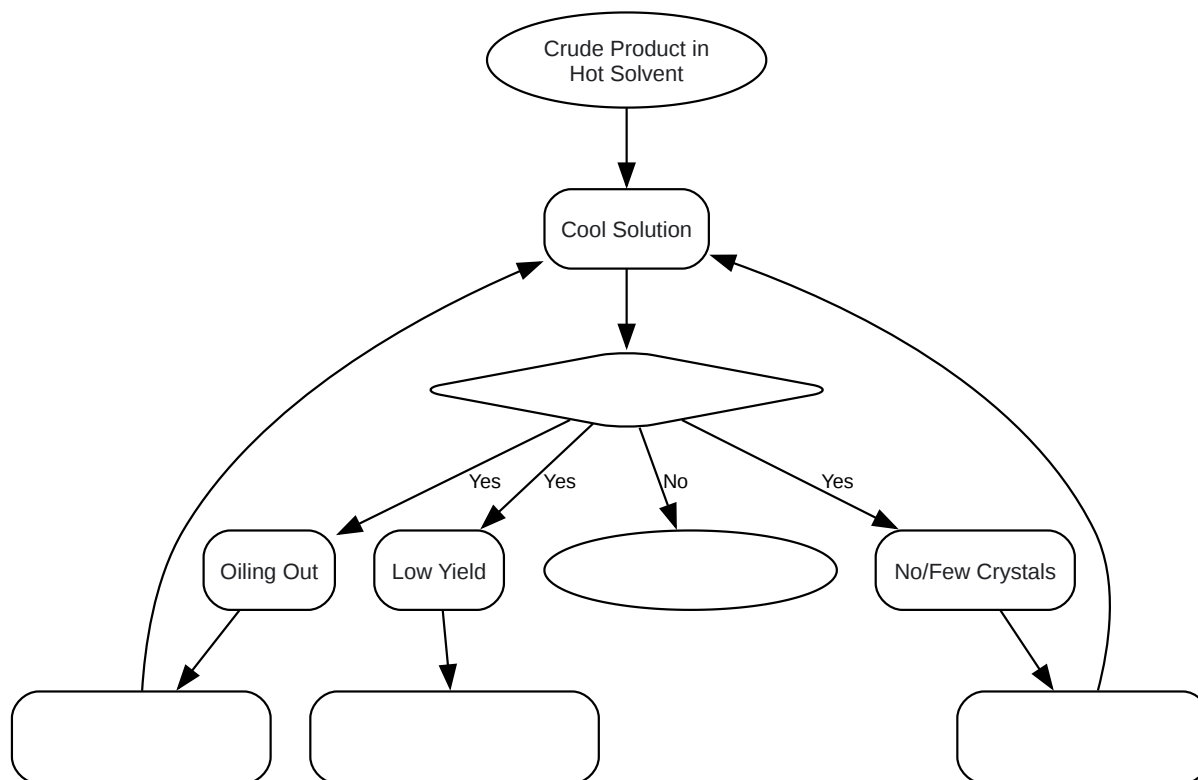 Crude Product in
Hot Solvent
Cool Solution
Yes
Yes
No
Yes
Oiling Out
Low Yield
No/Few Crystals